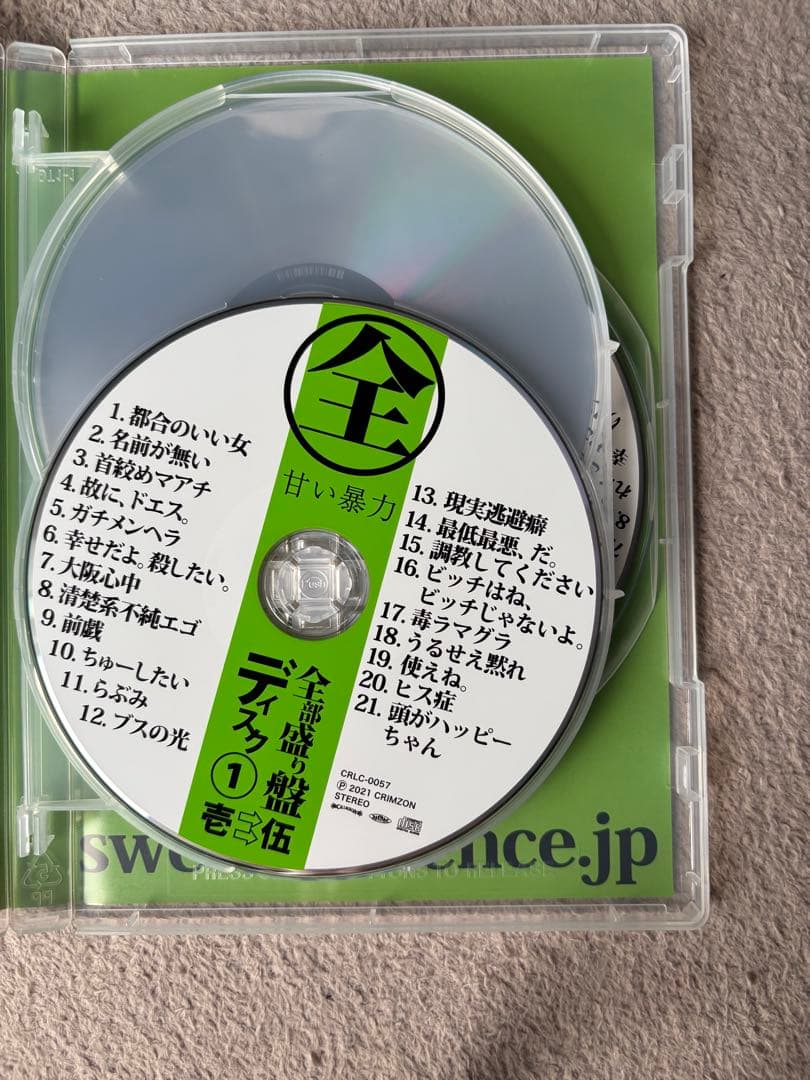 全
甘い暴力
1. 都合のいい女
2. 名前が無い
3. 首絞めマアチ
4. 故に、ドエス。
5. ガチメンヘラ
6. 幸せだよ。殺したい。
7. 大阪心中
8. 清楚系不純エゴ
9. 前戯
10. ちゅーしたい
11. らぶみ
12. ブスの光
13. 現実逃避癖
14. 最低最悪、だ。
15. 調教してください
16. ビッチはね、
ビッチじゃないよ。
17. 毒ラマグラ
18. うるせえ黙れ
19. 使えね。
20. ヒス症
21. 頭がハッピー
ちゃん
全部盛り盤
ディスク①
壱⇨伍
CRLC-0057
Ⓟ 2021 CRIMZON
STEREO
nce.jp